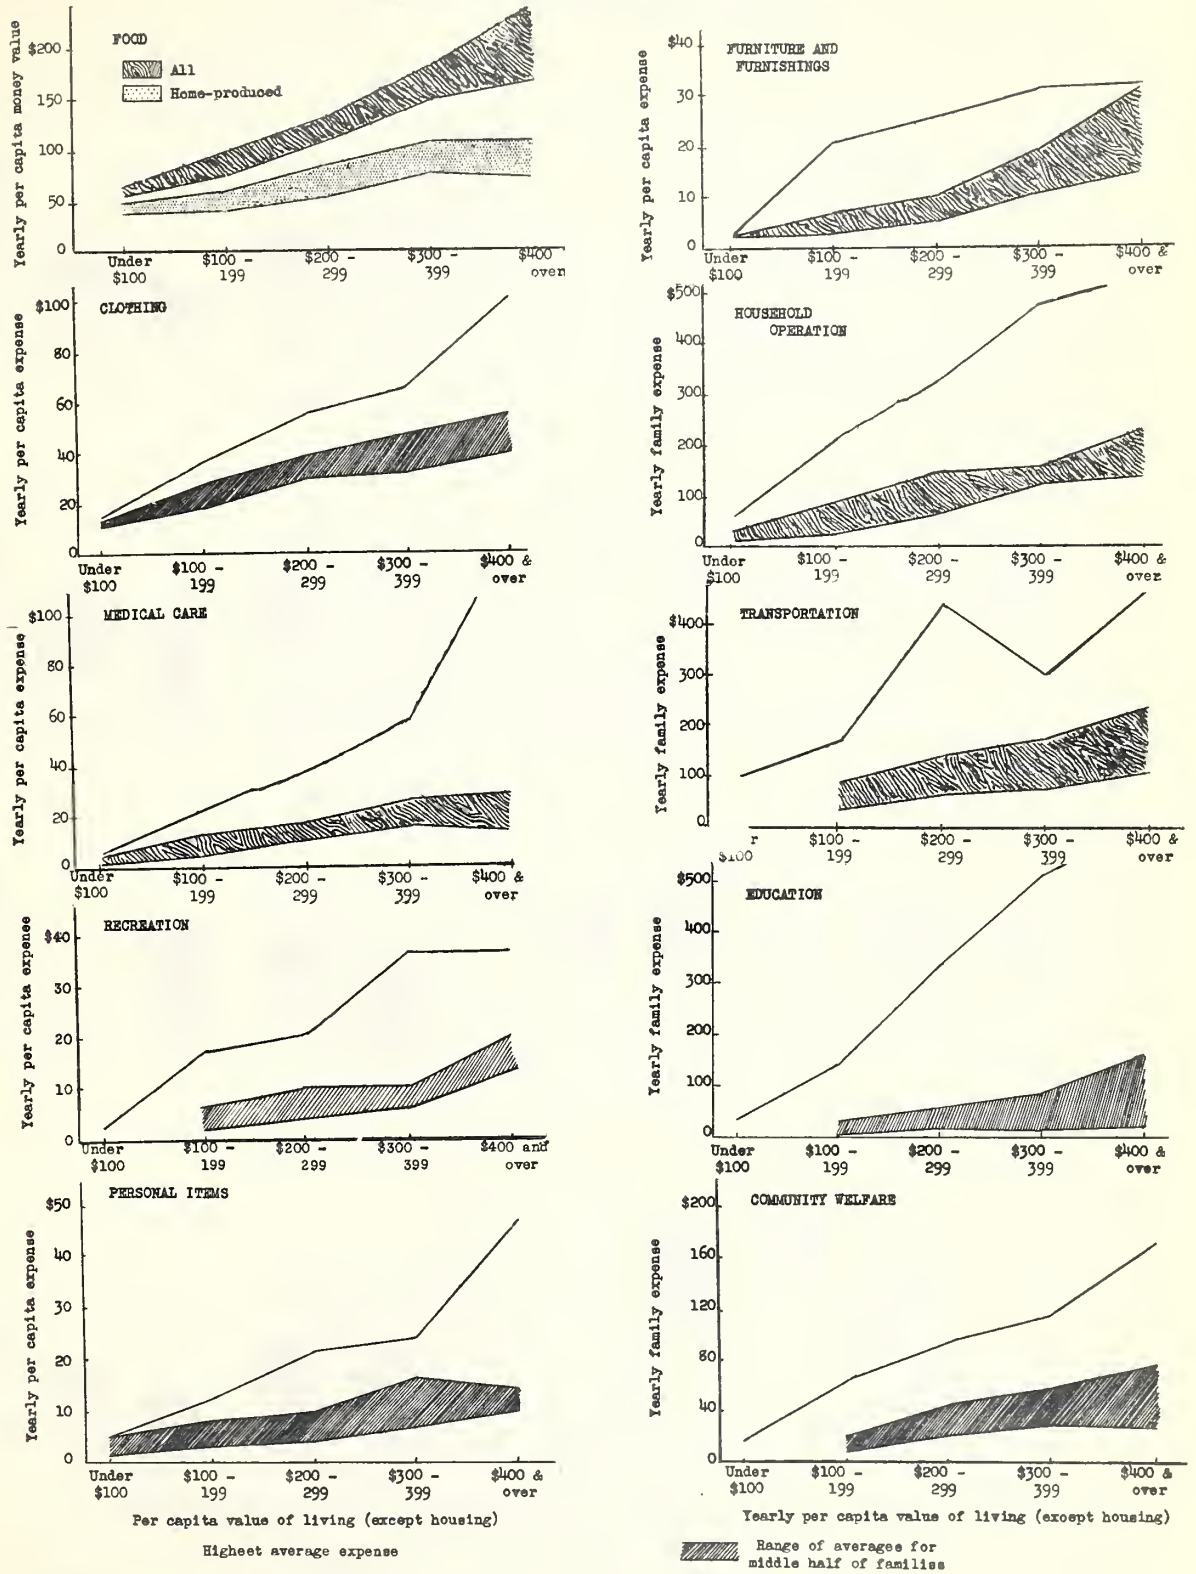 FOOD
All
Home-produced
Yearly per capita money value
$200
150
100
50
0
Under $100
$100 - 199
$200 - 299
$300 - 399
$400 over
FURNITURE AND
FURNISHINGS
Yearly per capita expense
$40
30
20
10
0
Under $100
$100 - 199
$200 - 299
$300 - 399
$400 & over
CLOTHING
Yearly per capita expense
$100
80
60
40
20
0
Under $100
$100 - 199
$200 - 299
$300 - 399
$400 & over
HOUSEHOLD
OPERATION
Yearly family expense
$500
400
300
200
100
0
Under $100
$100 - 199
$200 - 299
$300 - 399
$400 & over
MEDICAL CARE
Yearly per capita expense
$100
80
60
40
20
0
Under $100
$100 - 199
$200 - 299
$300 - 399
$400 & over
TRANSPORTATION
Yearly family expense
$400
300
200
100
0
r $100
$100 - 199
$200 - 299
$300 - 399
$400 & over
RECREATION
Yearly per capita expense
$40
30
20
10
0
Under $100
$100 - 199
$200 - 299
$300 - 399
$400 and over
EDUCATION
Yearly family expense
$500
400
300
200
100
0
Under $100
$100 - 199
$200 - 299
$300 - 399
$400 & over
PERSONAL ITEMS
Yearly per capita expense
$50
40
30
20
10
0
Under $100
$100 - 199
$200 - 299
$300 - 399
$400 & over
Per capita value of living (except housing)
Highest average expense
COMMUNITY WELFARE
Yearly family expense
$200
160
120
80
40
0
Under $100
$100 - 199
$200 - 299
$300 - 399
$400 & over
Yearly per capita value of living (except housing)
Range of averages for
middle half of families